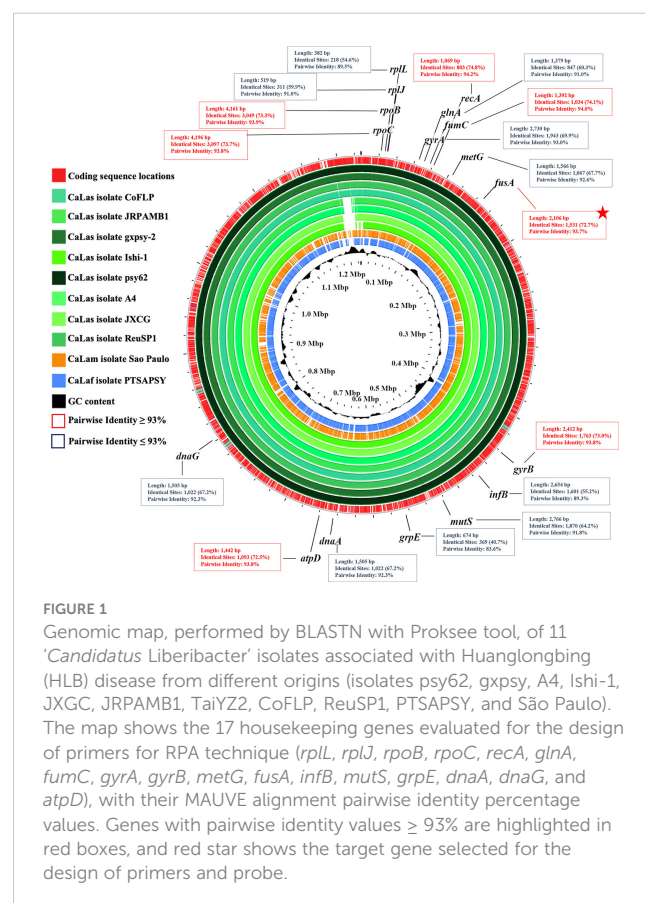 Length: 382 bp
Identical Sites: 218 (54.6%)
Pairwise Identity: 89.5%
rplL
Length: 519 bp
Identical Sites: 311 (59.9%)
Pairwise Identity: 91.0%
rplJ
Length: 4,161 bp
Identical Sites: 3,049 (73.3%)
Pairwise Identity: 93.9%
rpoB
Length: 4,196 bp
Identical Sites: 3,097 (73.7%)
Pairwise Identity: 93.8%
rpoC
Length: 1,069 bp
Identical Sites: 803 (74.8%)
Pairwise Identity: 94.2%
recA
Length: 1,379 bp
Identical Sites: 847 (60.3%)
Pairwise Identity: 91.0%
glnA
Length: 1,392 bp
Identical Sites: 1,034 (74.1%)
Pairwise Identity: 94.0%
fumC
Length: 2,730 bp
Identical Sites: 1,943 (69.9%)
Pairwise Identity: 93.0%
gyrA
Length: 1,566 bp
Identical Sites: 1,067 (67.7%)
Pairwise Identity: 92.6%
metG
fusA
Length: 2,106 bp
Identical Sites: 1,531 (72.7%)
Pairwise Identity: 93.7%
Coding sequence locations
CaLas isolate CoFLP
CaLas isolate JRPAMB1
CaLas isolate gxpsy-2
CaLas isolate Ishi-1
CaLas isolate psy62
CaLas isolate A4
CaLas isolate JXCG
CaLas isolate ReuSP1
CaLam isolate Sao Paulo
CaLaf isolate PTSAPSY
GC content
Pairwise Identity ≥ 93%
Pairwise Identity ≤ 93%
1.2 Mbp
0.1 Mbp
1.1 Mbp
0.2 Mbp
1.0 Mbp
0.3 Mbp
0.9 Mbp
0.4 Mbp
0.8 Mbp
0.5 Mbp
0.7 Mbp
0.6 Mbp
Length: 2,412 bp
Identical Sites: 1,763 (73.0%)
Pairwise Identity: 93.8%
gyrB
dnaG
Length: 1,505 bp
Identical Sites: 1,022 (67.2%)
Pairwise Identity: 92.3%
infB
Length: 2,654 bp
Identical Sites: 1,601 (55.2%)
Pairwise Identity: 89.3%
mutS
Length: 2,766 bp
Identical Sites: 1,870 (64.2%)
Pairwise Identity: 91.8%
grpE
Length: 674 bp
Identical Sites: 369 (40.7%)
Pairwise Identity: 83.6%
dnaA
Length: 1,505 bp
Identical Sites: 1,022 (67.2%)
Pairwise Identity: 92.3%
atpD
Length: 1,442 bp
Identical Sites: 1,093 (72.5%)
Pairwise Identity: 93.8%
FIGURE 1
Genomic map, performed by BLASTN with Proksee tool, of 11
‘Candidatus Liberibacter’ isolates associated with Huanglongbing
(HLB) disease from different origins (isolates psy62, gxpsy, A4, Ishi-1,
JXGC, JRPAMB1, TaiYZ2, CoFLP, ReuSP1, PTSAPSY, and São Paulo).
The map shows the 17 housekeeping genes evaluated for the design
of primers for RPA technique (rplL, rplJ, rpoB, rpoC, recA, glnA,
fumC, gyrA, gyrB, metG, fusA, infB, mutS, grpE, dnaA, dnaG, and
atpD), with their MAUVE alignment pairwise identity percentage
values. Genes with pairwise identity values ≥ 93% are highlighted in
red boxes, and red star shows the target gene selected for the
design of primers and probe.